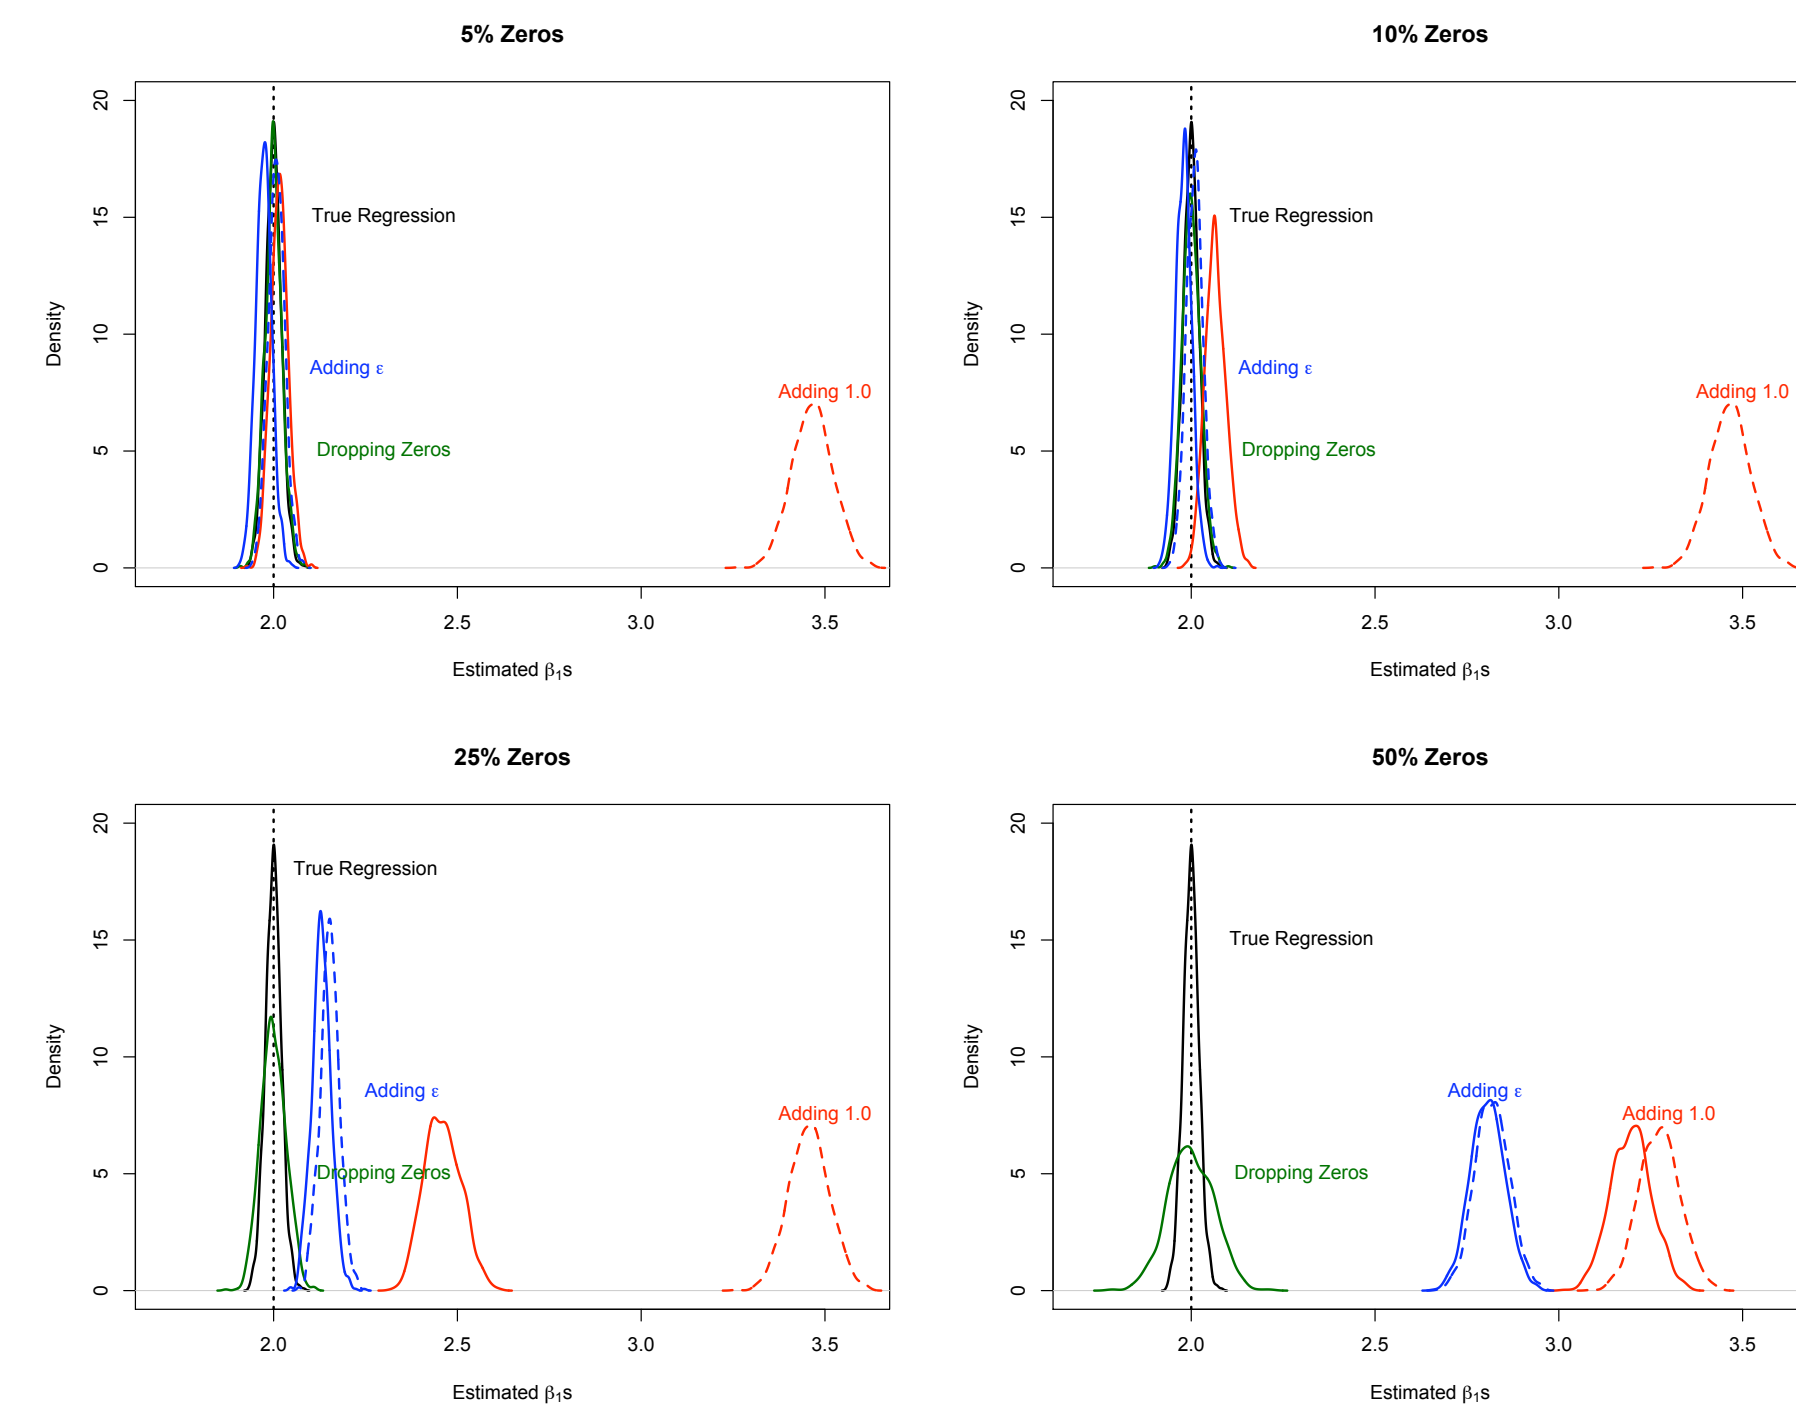 5% Zeros
20
15
10
5
0
Density
True Regression
Adding ε
Adding 1.0
Dropping Zeros
2.0 2.5 3.0 3.5
Estimated β₁s
10% Zeros
20
15
10
5
0
Density
True Regression
Adding ε
Adding 1.0
Dropping Zeros
2.0 2.5 3.0 3.5
Estimated β₁s
25% Zeros
20
15
10
5
0
Density
True Regression
Adding ε
Adding 1.0
Dropping Zeros
2.0 2.5 3.0 3.5
Estimated β₁s
50% Zeros
20
15
10
5
0
Density
True Regression
Adding ε
Adding 1.0
Dropping Zeros
2.0 2.5 3.0 3.5
Estimated β₁s